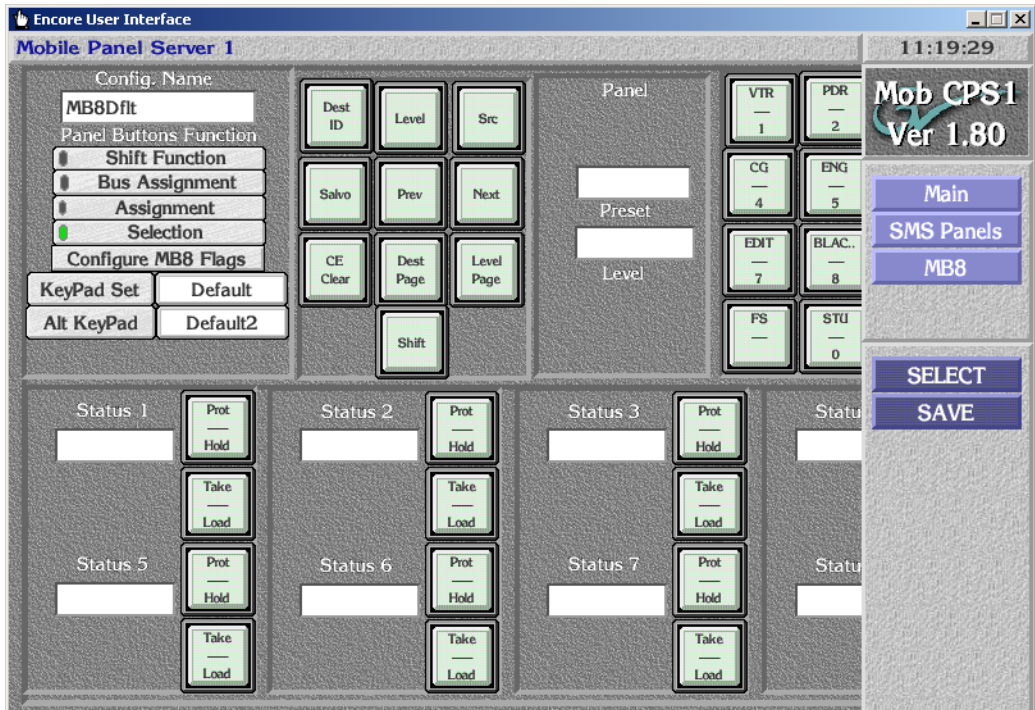 Encore User Interface
Mobile Panel Server 1
11:19:29
Mob CPS1
Ver 1.80
Main
SMS Panels
MB8
SELECT
SAVE
Config. Name
MB8Dflt
Panel Buttons Function
Shift Function
Bus Assignment
Assignment
Selection
Configure MB8 Flags
KeyPad Set
Default
Alt KeyPad
Default2
Dest
ID
Level
Src
Salvo
Prev
Next
CE
Clear
Dest
Page
Level
Page
Shift
Panel
Preset
Level
VTR
1
PDR
2
CG
4
ENG
5
EDIT
7
BLAC..
8
FS
STU
0
Status 1
Prot
Hold
Take
Load
Status 2
Prot
Hold
Take
Load
Status 3
Prot
Hold
Take
Load
Statu
Status 5
Prot
Hold
Take
Load
Status 6
Prot
Hold
Take
Load
Status 7
Prot
Hold
Take
Load
Statu